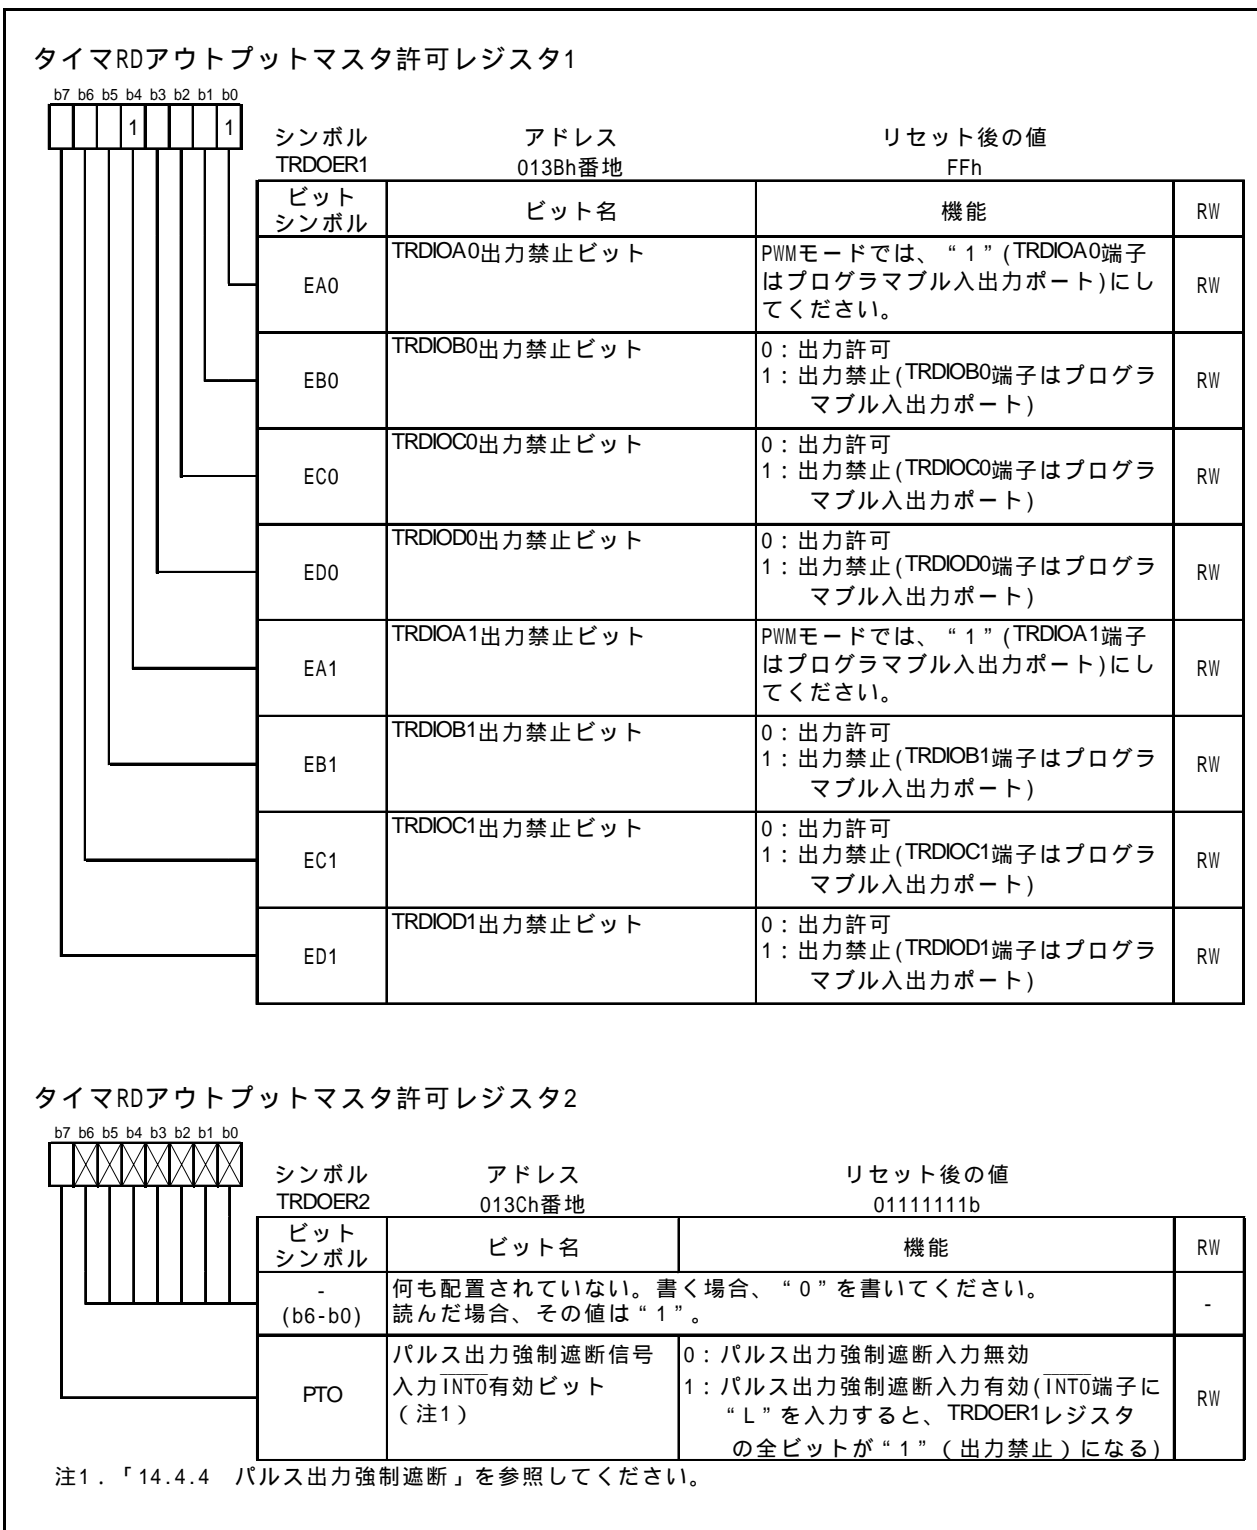 タイマRDアウトプットマスタ許可レジスタ1
b7 b6 b5 b4 b3 b2 b1 b0
1 1
シンボル アドレス リセット後の値
TRDOER1 013Bh番地 FFh
ビット
シンボル ビット名 機能 RW
EA0 TRDIOA0出力禁止ビット PWMモードでは、“1”(TRDIOA0端子
はプログラマブル入出力ポート)にし
てください。 RW
EB0 TRDIOB0出力禁止ビット 0:出力許可
1:出力禁止(TRDIOB0端子はプログラ
マブル入出力ポート) RW
EC0 TRDIOC0出力禁止ビット 0:出力許可
1:出力禁止(TRDIOC0端子はプログラ
マブル入出力ポート) RW
ED0 TRDIOD0出力禁止ビット 0:出力許可
1:出力禁止(TRDIOD0端子はプログラ
マブル入出力ポート) RW
EA1 TRDIOA1出力禁止ビット PWMモードでは、“1”(TRDIOA1端子
はプログラマブル入出力ポート)にし
てください。 RW
EB1 TRDIOB1出力禁止ビット 0:出力許可
1:出力禁止(TRDIOB1端子はプログラ
マブル入出力ポート) RW
EC1 TRDIOC1出力禁止ビット 0:出力許可
1:出力禁止(TRDIOC1端子はプログラ
マブル入出力ポート) RW
ED1 TRDIOD1出力禁止ビット 0:出力許可
1:出力禁止(TRDIOD1端子はプログラ
マブル入出力ポート) RW
タイマRDアウトプットマスタ許可レジスタ2
b7 b6 b5 b4 b3 b2 b1 b0
シンボル アドレス リセット後の値
TRDOER2 013Ch番地 01111111b
ビット
シンボル ビット名 機能 RW
- 何も配置されていない。書く場合、“0”を書いてください。
(b6-b0) 読んだ場合、その値は“1”。 -
パルス出力強制遮断信号 0:パルス出力強制遮断入力無効
PTO 入力INT0有効ビット 1:パルス出力強制遮断入力有効(INT0端子に
(注1) “L”を入力すると、TRDOER1レジスタ RW
の全ビットが“1”(出力禁止)になる)
注1.「14.4.4 パルス出力強制遮断」を参照してください。